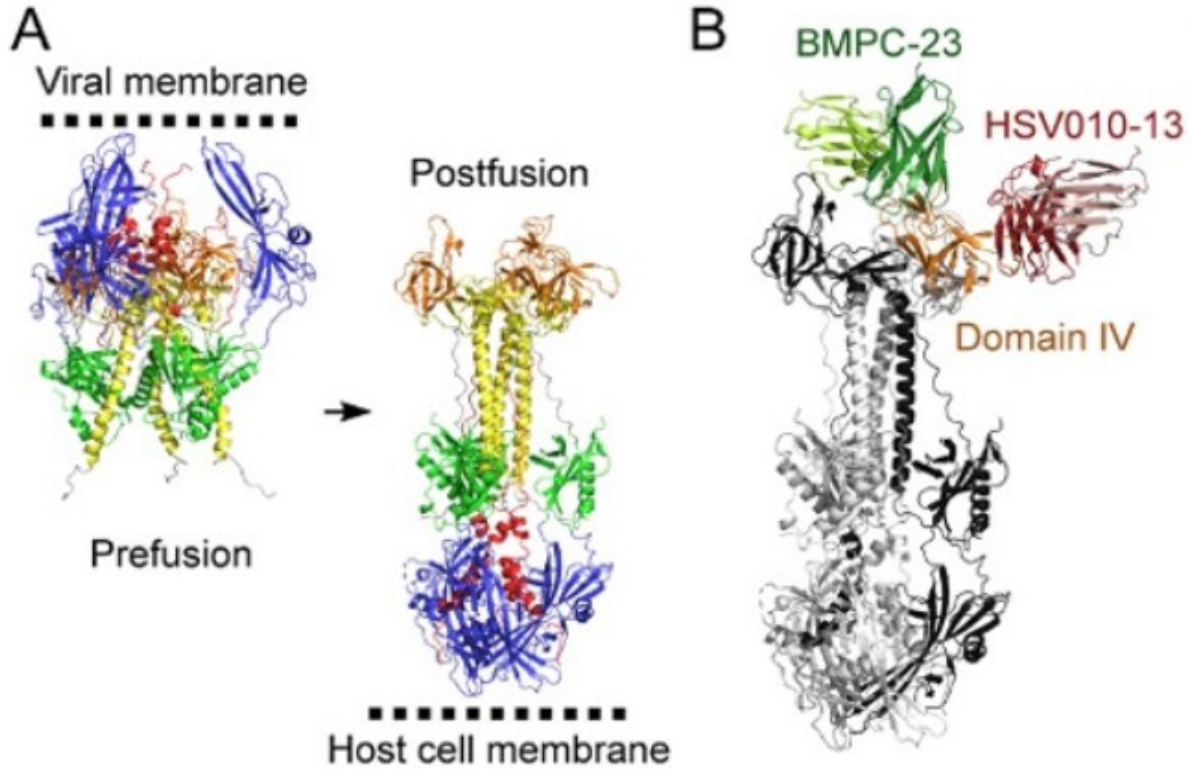 A
Viral membrane
Prefusion
Postfusion
Host cell membrane
B
BMPC-23
HSV010-13
Domain IV